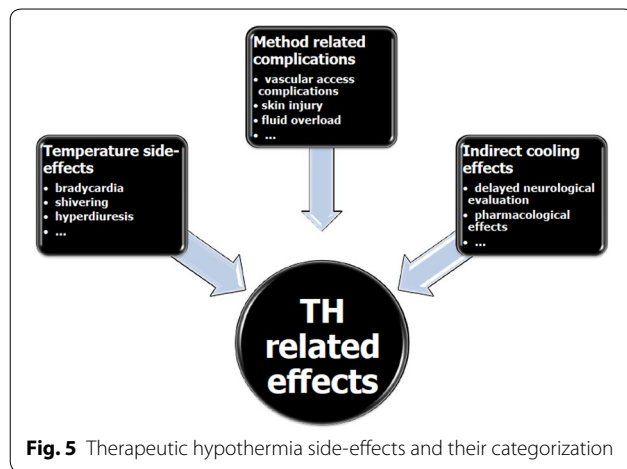 Method related
complications
• vascular access
complications
• skin injury
• fluid overload
• ...
Temperature side-
effects
• bradycardia
• shivering
• hyperdiuresis
• ...
Indirect cooling
effects
• delayed neurological
evaluation
• pharmacological
effects
• ...
TH
related
effects
Fig. 5 Therapeutic hypothermia side-effects and their categorization